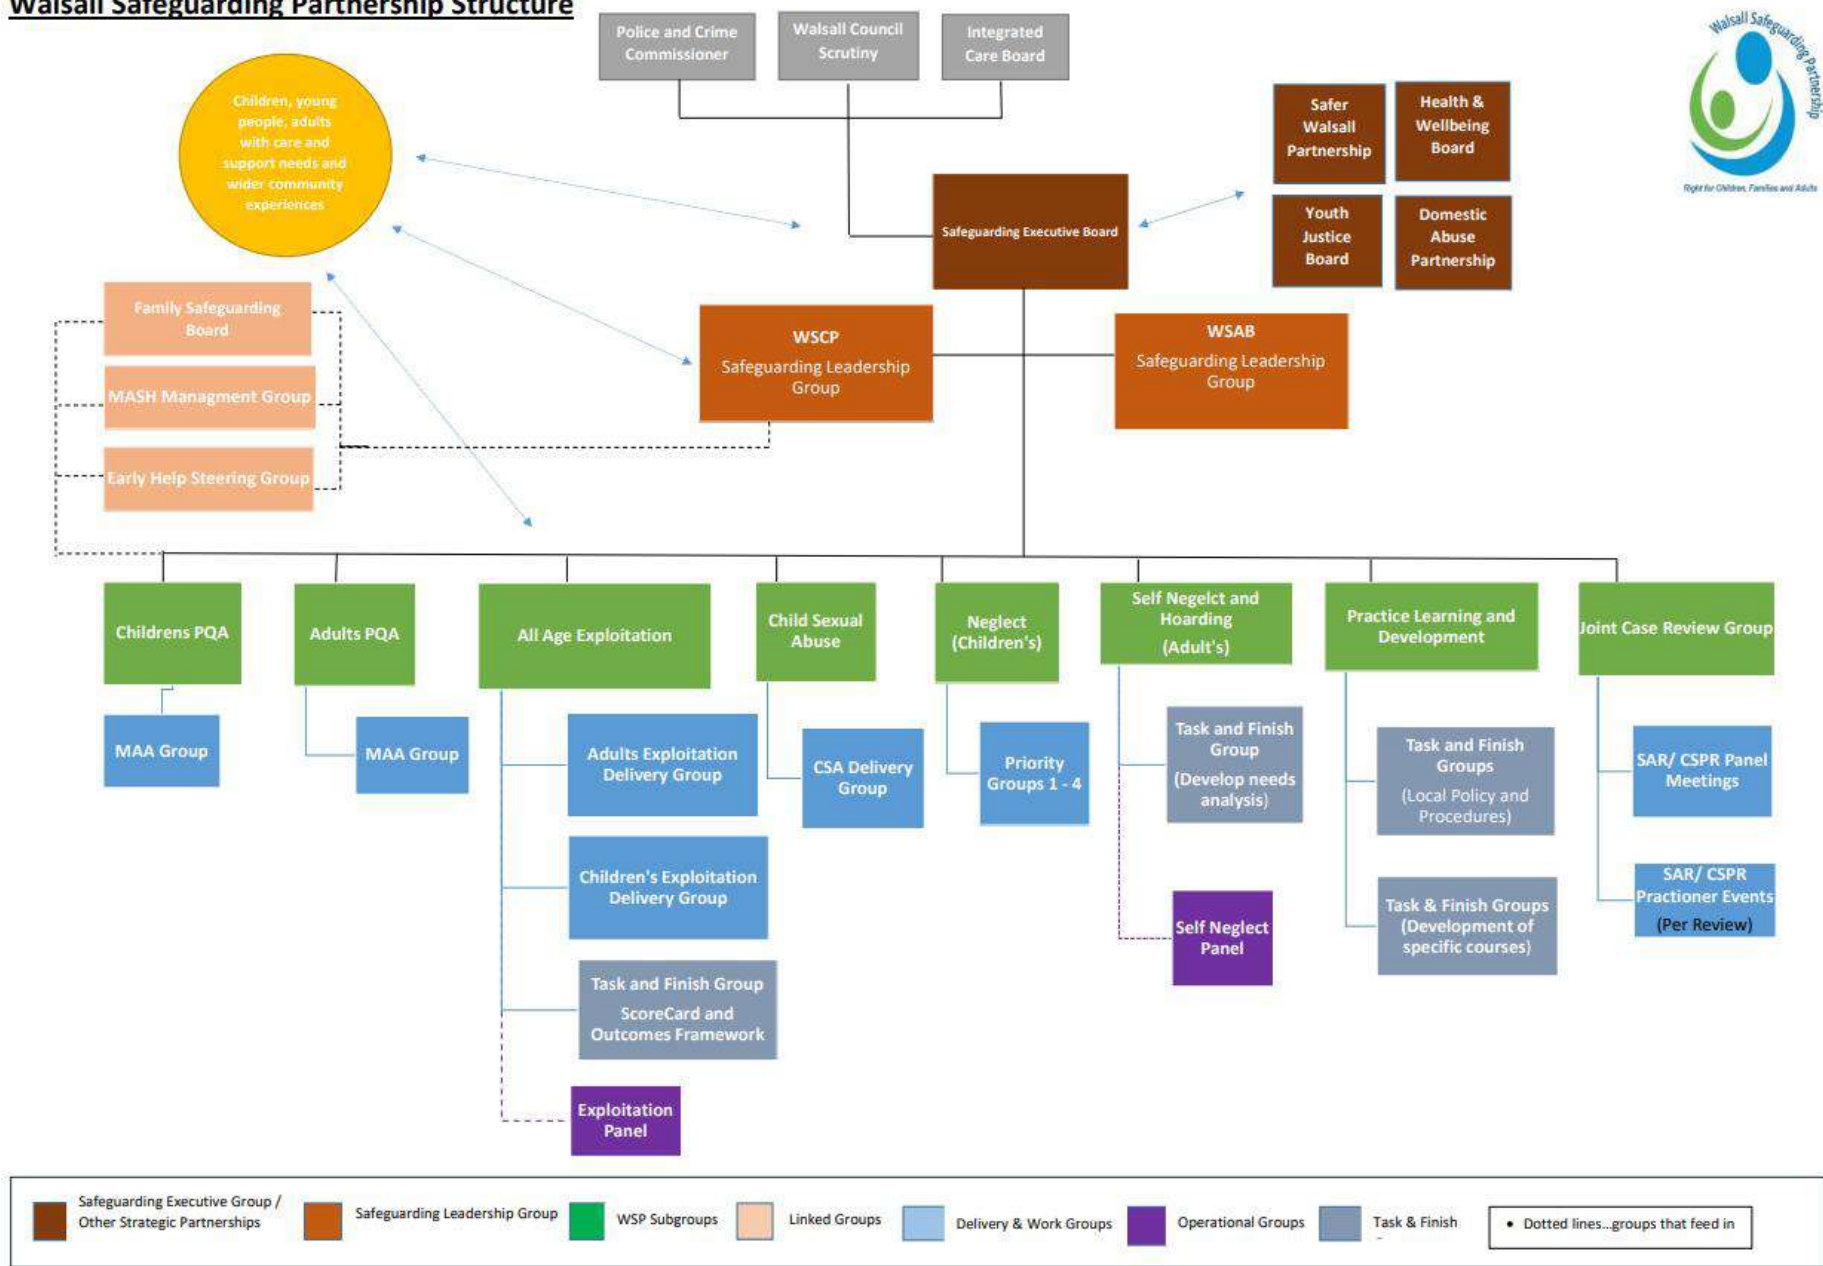 Walsall Safeguarding Partnership Structure
Police and Crime
Commissioner
Walsall Council
Scrutiny
Integrated
Care Board
Walsall Safeguarding Partnership
Right for Children, Families and Adults
Children, young
people, adults
with care and
support needs and
wider community
experiences
Safer
Walsall
Partnership
Health &
Wellbeing
Board
Youth
Justice
Board
Domestic
Abuse
Partnership
Safeguarding Executive Board
Family Safeguarding
Board
MASH Managment Group
Early Help Steering Group
WSCP
Safeguarding Leadership
Group
WSAB
Safeguarding Leadership
Group
Childrens PQA
Adults PQA
All Age Exploitation
Child Sexual
Abuse
Neglect
(Children's)
Self Negelct and
Hoarding
(Adult's)
Practice Learning and
Development
Joint Case Review Group
MAA Group
MAA Group
Adults Exploitation
Delivery Group
Children's Exploitation
Delivery Group
Task and Finish Group
ScoreCard and
Outcomes Framework
Exploitation
Panel
CSA Delivery
Group
Priority
Groups 1 - 4
Task and Finish
Group
(Develop needs
analysis)
Self Neglect
Panel
Task and Finish
Groups
(Local Policy and
Procedures)
Task & Finish Groups
(Development of
specific courses)
SAR/ CSPR Panel
Meetings
SAR/ CSPR
Practioner Events
(Per Review)
Safeguarding Executive Group /
Other Strategic Partnerships
Safeguarding Leadership Group
WSP Subgroups
Linked Groups
Delivery & Work Groups
Operational Groups
Task & Finish
• Dotted lines...groups that feed in